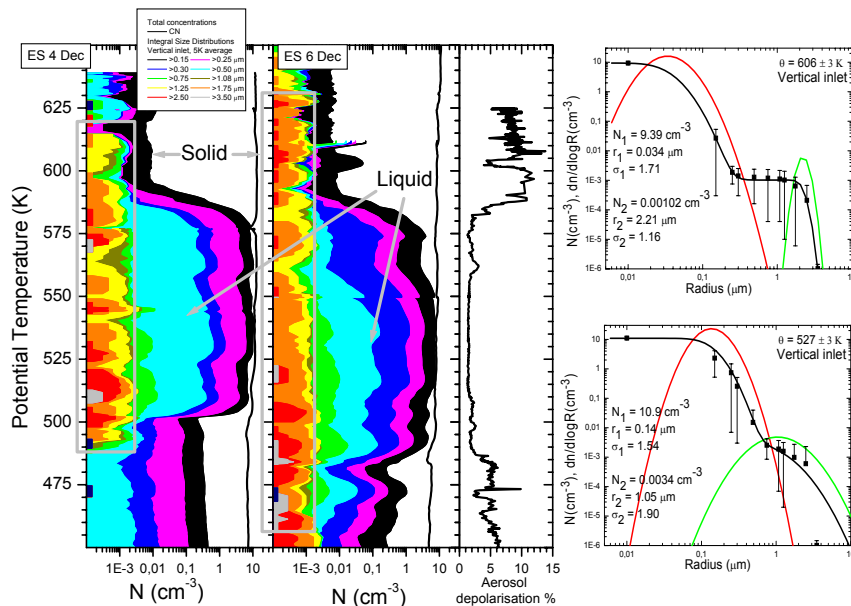 ES 4 Dec
Total concentrations
CN
Integral Size Distributions
Vertical inlet, 5K average
>0.15 >0.25 μm
>0.30 >0.50 μm
>0.75 >1.08 μm
>1.25 >1.75 μm
>2.50 >3.50 μm
ES 6 Dec
Solid
Liquid
Potential Temperature (K)
625
600
575
550
525
500
475
1E-3 0,01 0,1 1 10
N (cm⁻³)
1E-3 0,01 0,1 1 10
N (cm⁻³)
0 5 10 15
Aerosol
depolarisation %
θ = 606 ± 3 K
Vertical inlet
N₁ 9.39 cm⁻³
r₁ = 0.034 μm
σ₁ = 1.71
N₂ = 0.00102 cm⁻³
r₂ = 2.21 μm
σ₂ = 1.16
N(cm⁻³), dn/dlogR(cm⁻³)
10
1
0,1
0,01
1E-3
1E-4
1E-5
1E-6
0,01 0,1 1
Radius (μm)
θ = 527 ± 3 K
Vertical inlet
N₁ = 10.9 cm⁻³
r₁ = 0.14 μm
σ₁ = 1.54
N₂ = 0.0034 cm⁻³
r₂ = 1.05 μm
σ₂ = 1.90
N(cm⁻³), dn/dlogR(cm⁻³)
10
1
0,1
0,01
1E-3
1E-4
1E-5
1E-6
0,01 0,1 1
Radius (μm)